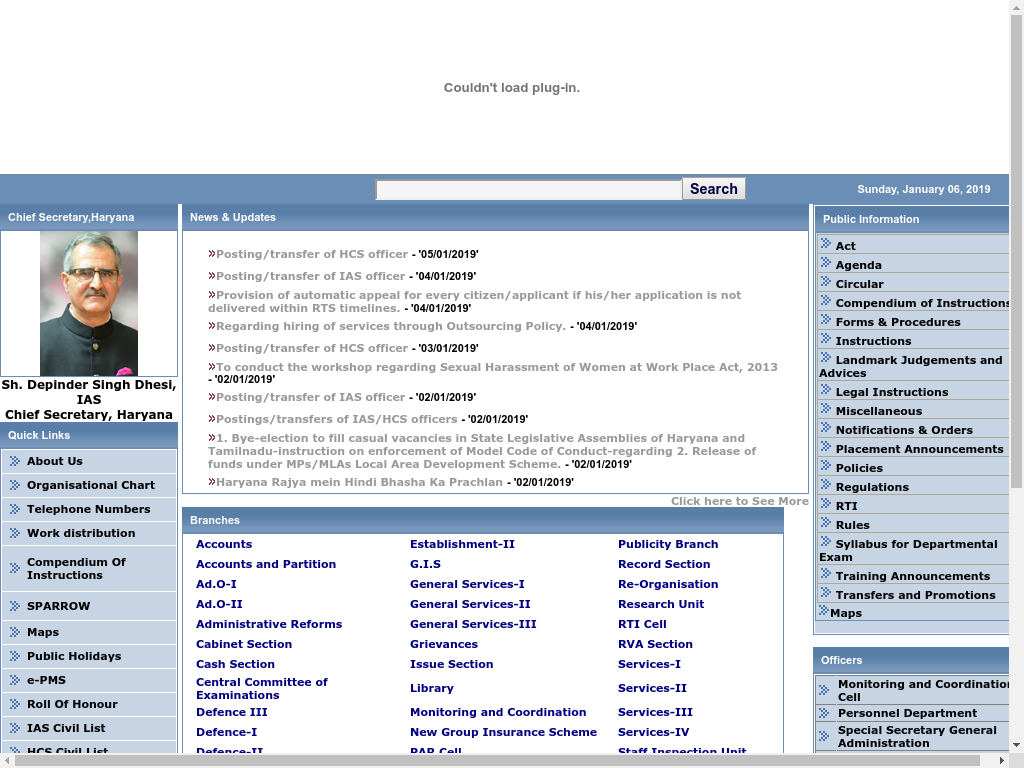 Couldn't load plug-in.
Search
Sunday, January 06, 2019
Chief Secretary,Haryana
Sh. Depinder Singh Dhesi,
IAS
Chief Secretary, Haryana
Quick Links
About Us
Organisational Chart
Telephone Numbers
Work distribution
Compendium Of
Instructions
SPARROW
Maps
Public Holidays
e-PMS
Roll Of Honour
IAS Civil List
HCS Civil List
News & Updates
»Posting/transfer of HCS officer - '05/01/2019'
»Posting/transfer of IAS officer - '04/01/2019'
»Provision of automatic appeal for every citizen/applicant if his/her application is not
delivered within RTS timelines. - '04/01/2019'
»Regarding hiring of services through Outsourcing Policy. - '04/01/2019'
»Posting/transfer of HCS officer - '03/01/2019'
»To conduct the workshop regarding Sexual Harassment of Women at Work Place Act, 2013
- '02/01/2019'
»Posting/transfer of IAS officer - '02/01/2019'
»Postings/transfers of IAS/HCS officers - '02/01/2019'
»1. Bye-election to fill casual vacancies in State Legislative Assemblies of Haryana and
Tamilnadu-instruction on enforcement of Model Code of Conduct-regarding 2. Release of
funds under MPs/MLAs Local Area Development Scheme. - '02/01/2019'
»Haryana Rajya mein Hindi Bhasha Ka Prachlan - '02/01/2019'
Click here to See More
Branches
Accounts
Accounts and Partition
Ad.O-I
Ad.O-II
Administrative Reforms
Cabinet Section
Cash Section
Central Committee of
Examinations
Defence III
Defence-I
Defence-II
Establishment-II
G.I.S
General Services-I
General Services-II
General Services-III
Grievances
Issue Section
Library
Monitoring and Coordination
New Group Insurance Scheme
PAP Cell
Publicity Branch
Record Section
Re-Organisation
Research Unit
RTI Cell
RVA Section
Services-I
Services-II
Services-III
Services-IV
Staff Inspection Unit
Public Information
Act
Agenda
Circular
Compendium of Instructions
Forms & Procedures
Instructions
Landmark Judgements and
Advices
Legal Instructions
Miscellaneous
Notifications & Orders
Placement Announcements
Policies
Regulations
RTI
Rules
Syllabus for Departmental
Exam
Training Announcements
Transfers and Promotions
Maps
Officers
Monitoring and Coordination
Cell
Personnel Department
Special Secretary General
Administration